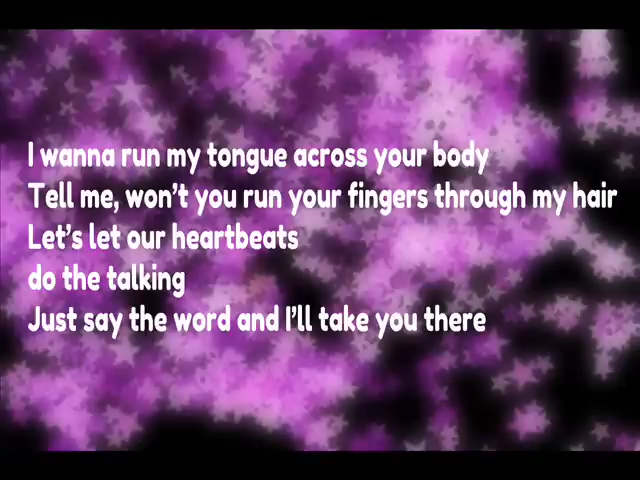 I wanna run my tongue across your body
Tell me, won't you run your fingers through my hair
Let's let our heartbeats
do the talking
Just say the word and I'll take you there